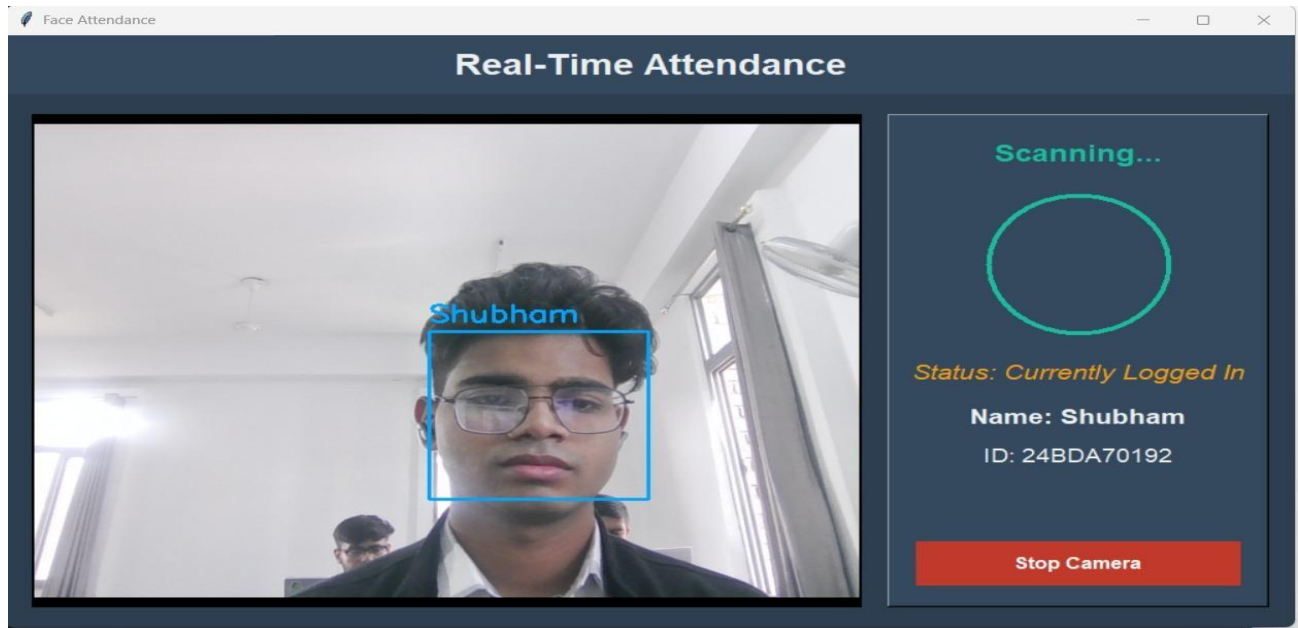 Face Attendance
Real-Time Attendance
Shubham
Scanning...
Status: Currently Logged In
Name: Shubham
ID: 24BDA70192
Stop Camera